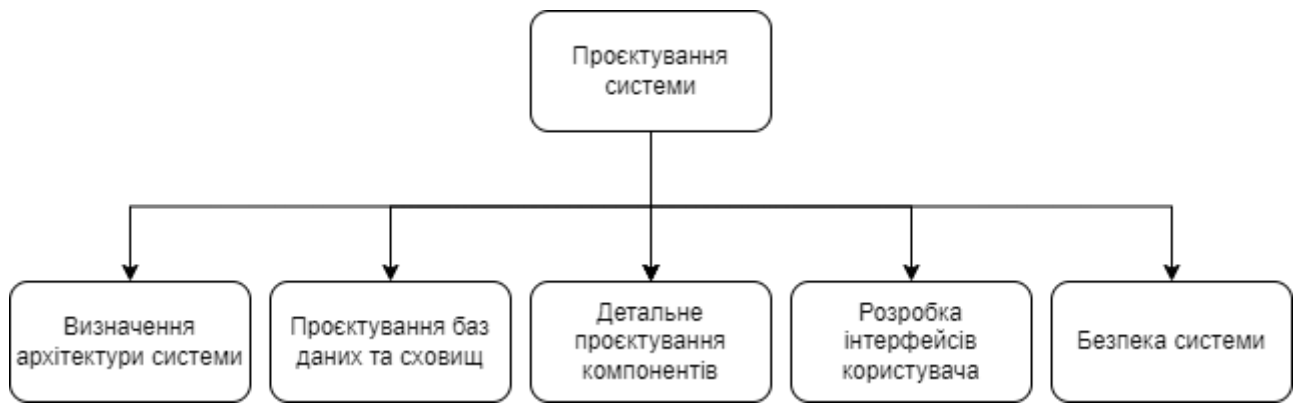 Проєктування
системи
Визначення
архітектури системи
Проєктування баз
даних та сховищ
Детальне
проєктування
компонентів
Розробка
інтерфейсів
користувача
Безпека системи